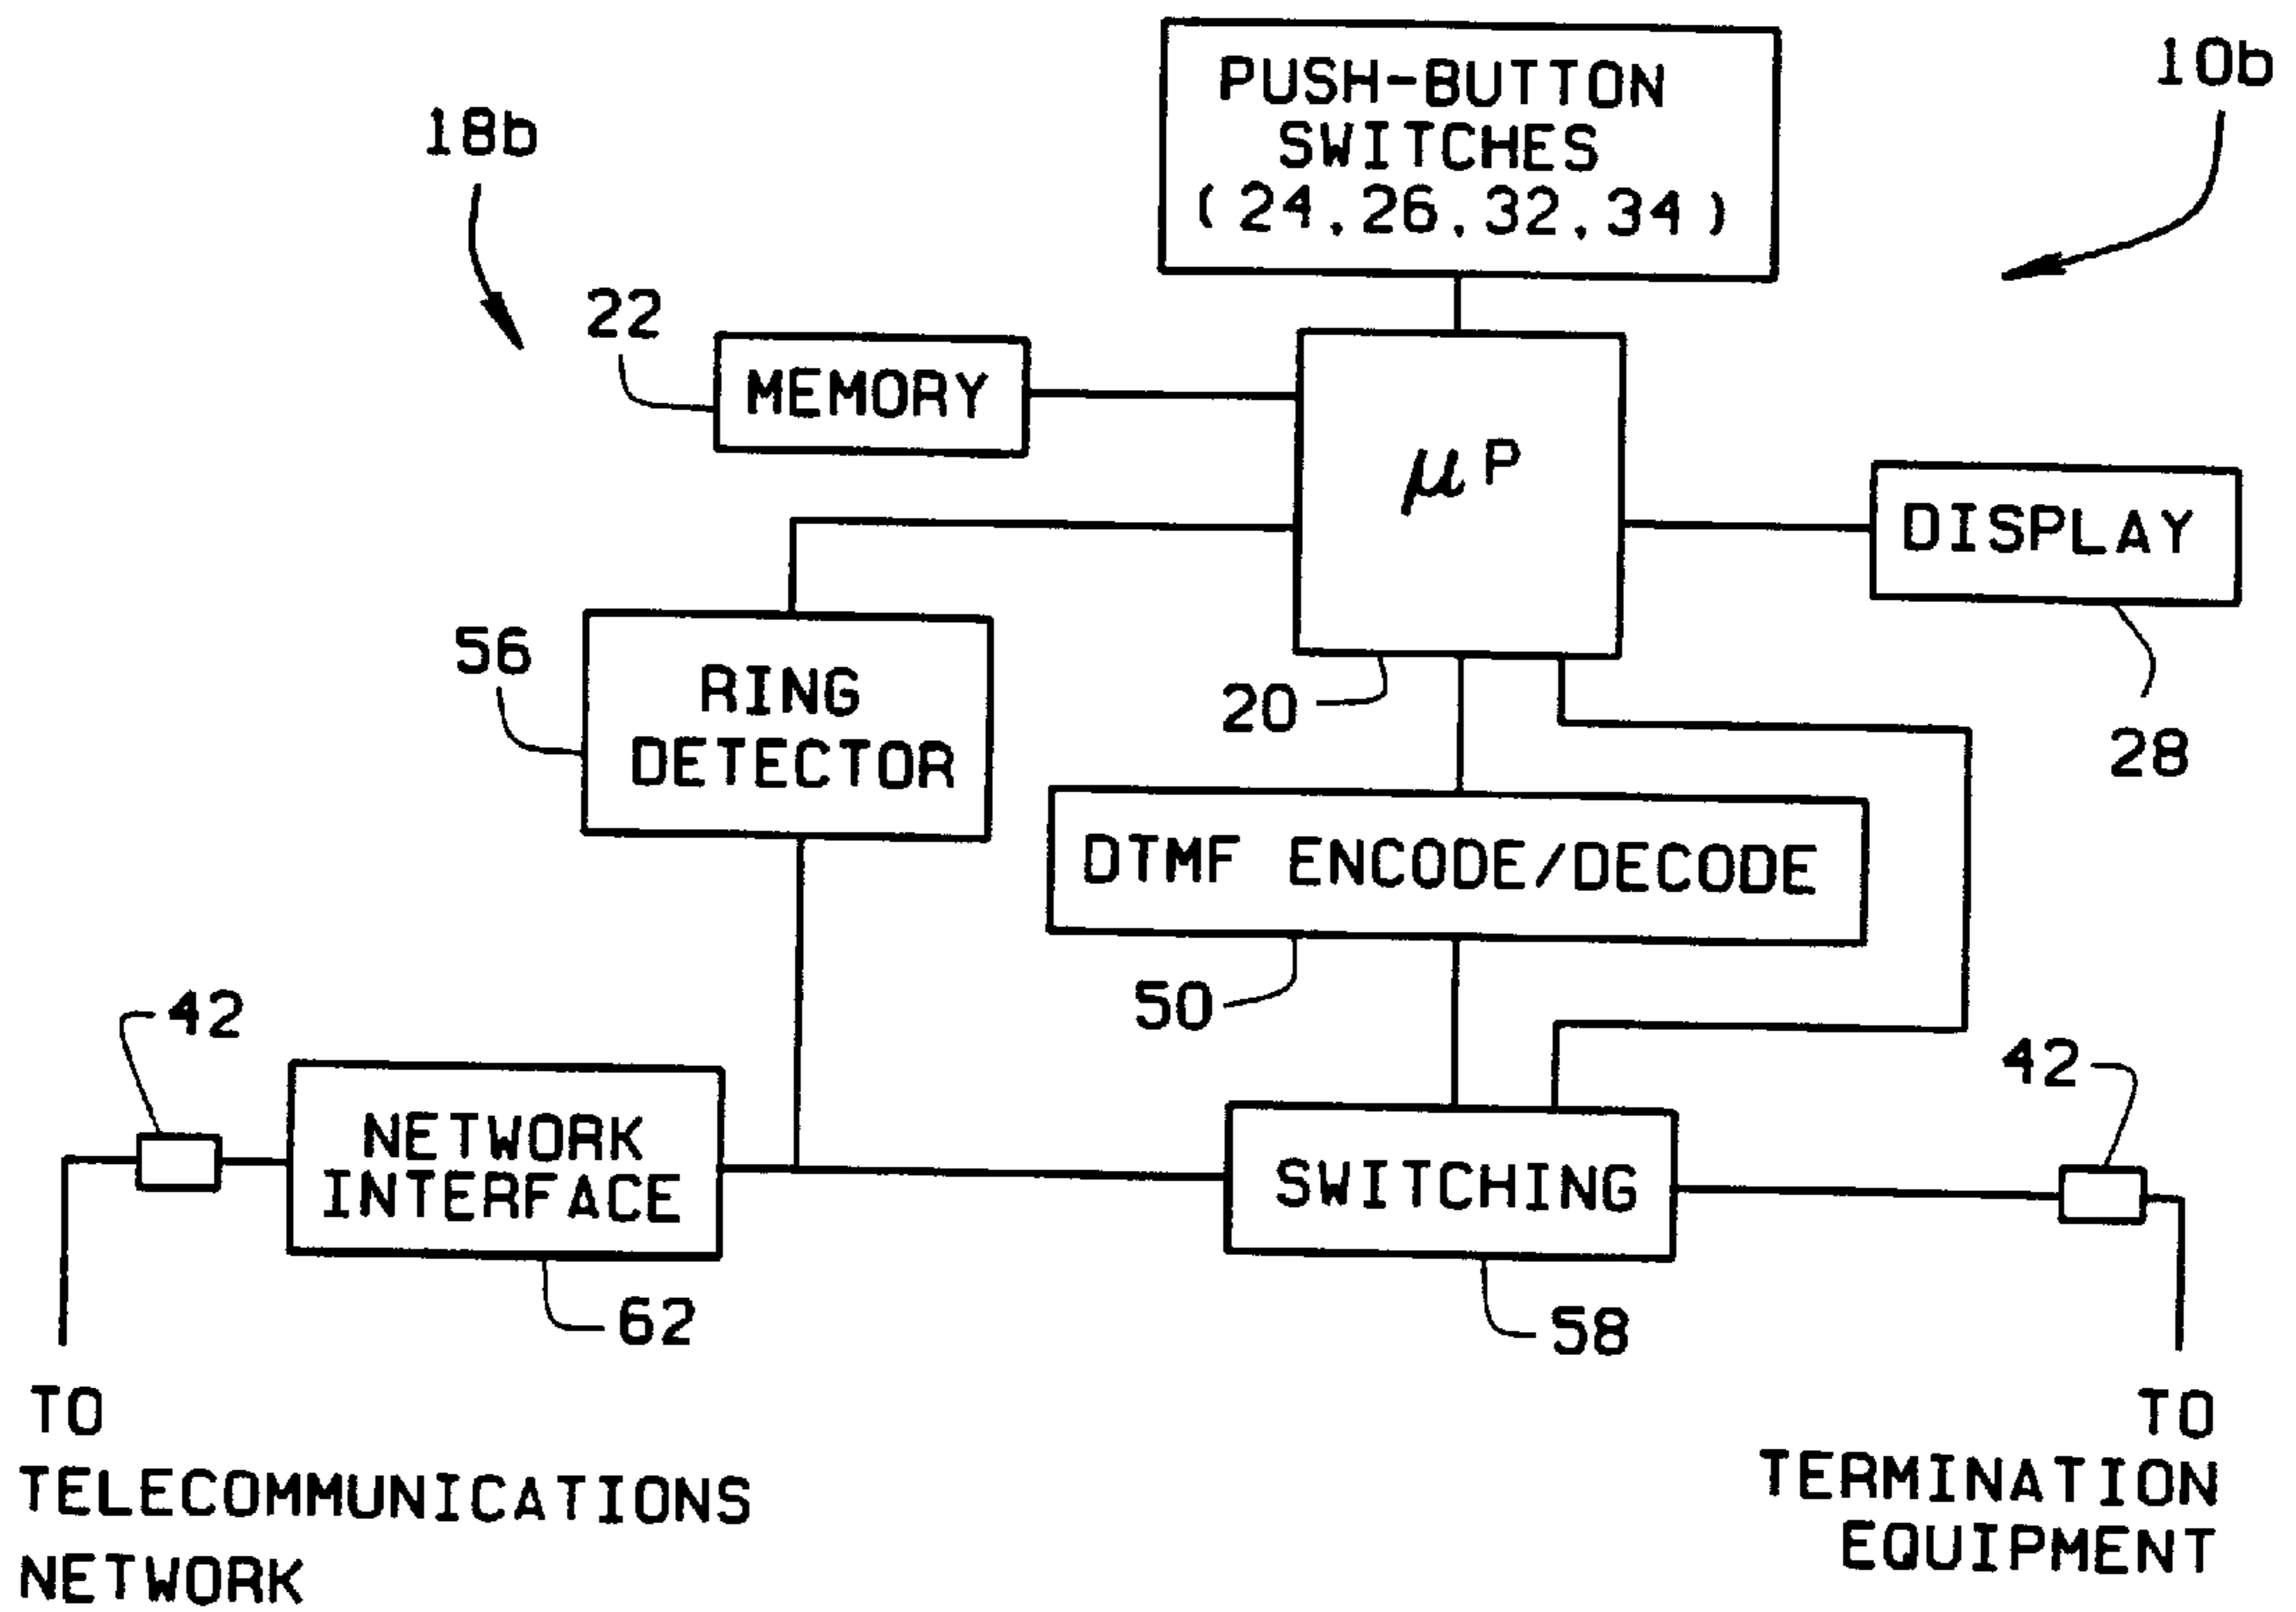 PUSH-BUTTON
SWITCHES
(24,26,32,34)
10b
18b
22
MEMORY
μP
DISPLAY
56
RING
DETECTOR
20
28
DTMF ENCODE/DECODE
50
42
42
NETWORK
INTERFACE
SWITCHING
62
58
TO
TELECOMMUNICATIONS
NETWORK
TO
TERMINATION
EQUIPMENT